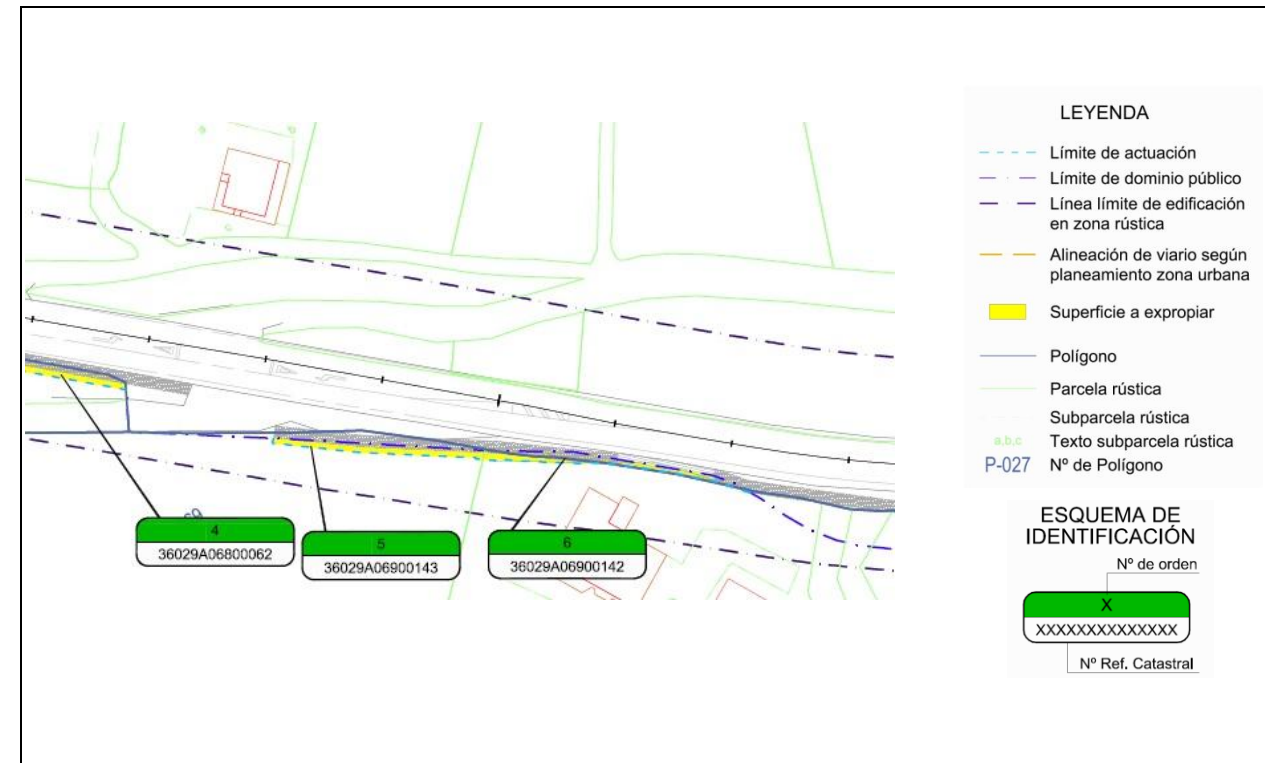 4
36029A06800062
5
36029A06900143
6
36029A06900142
LEYENDA
Límite de actuación
Límite de dominio público
Línea límite de edificación
en zona rústica
Alineación de viario según
planeamiento zona urbana
Superficie a expropiar
Polígono
Parcela rústica
Subparcela rústica
a,b,c Texto subparcela rústica
P-027 Nº de Polígono
ESQUEMA DE
IDENTIFICACIÓN
Nº de orden
X
XXXXXXXXXXXXXX
Nº Ref. Catastral